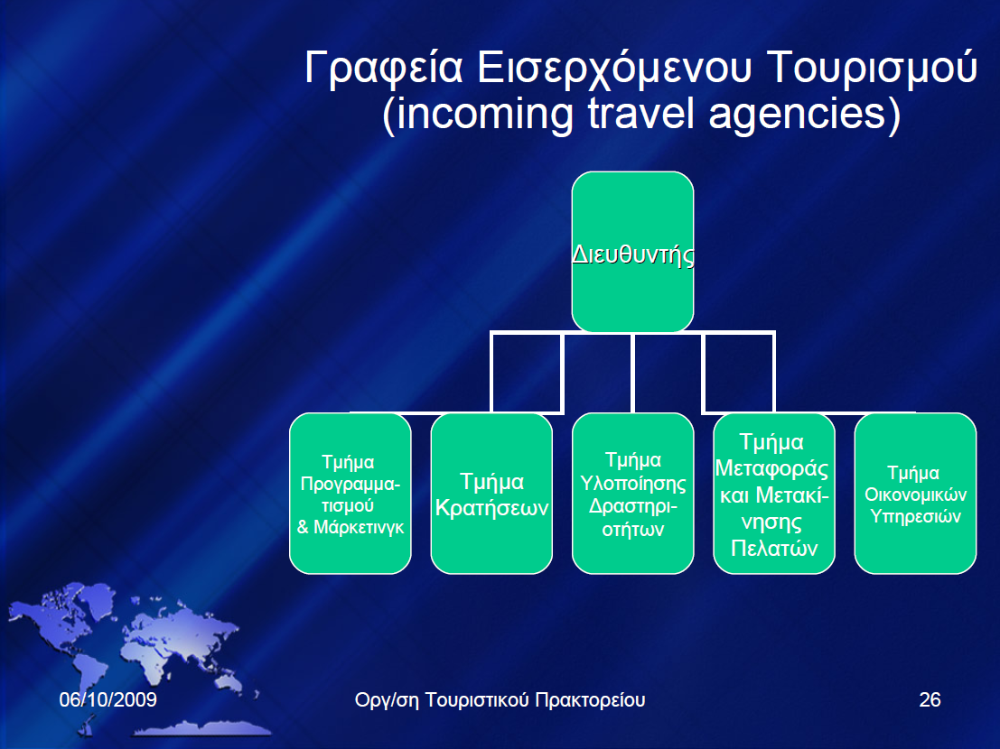 Γραφεία Εισερχόμενου Τουρισμού
(incoming travel agencies)
Διευθυντής
Τμήμα
Προγραμμα-
τισμού
& Μάρκετινγκ
Τμήμα
Κρατήσεων
Τμήμα
Υλοποίησης
Δραστηρι-
οτήτων
Τμήμα
Μεταφοράς
και Μετακί-
νησης
Πελατών
Τμήμα
Οικονομικών
Υπηρεσιών
06/10/2009
Οργ/ση Τουριστικού Πρακτορείου
26